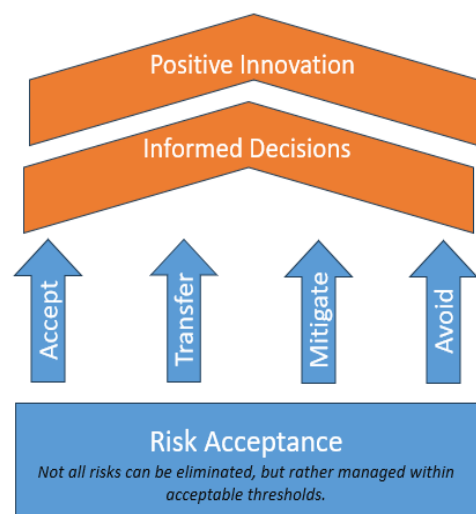 Positive Innovation
Informed Decisions
Accept
Transfer
Mitigate
Avoid
Risk Acceptance
Not all risks can be eliminated, but rather managed within
acceptable thresholds.